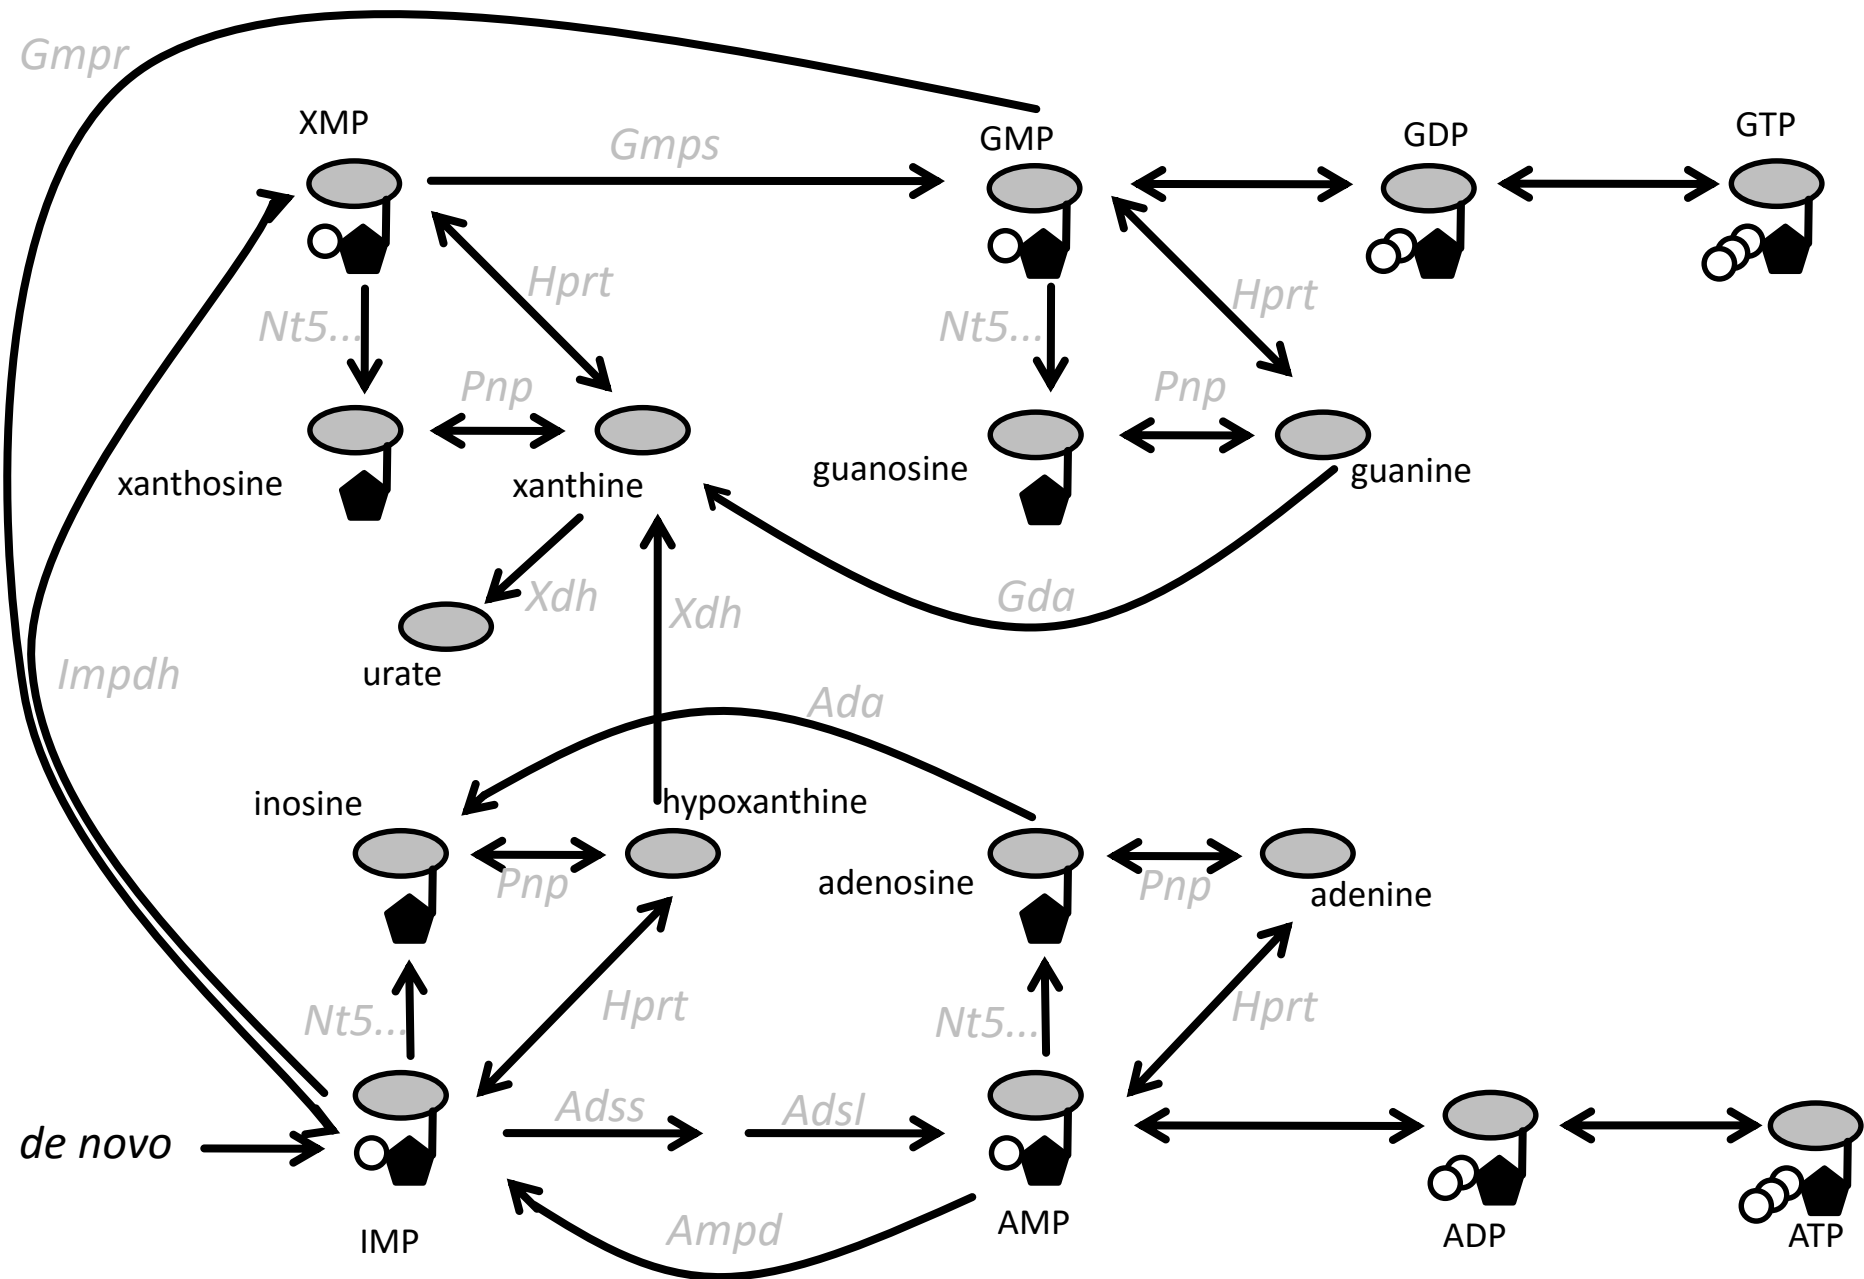 Gmpr
XMP
Gmps
GMP
GDP
GTP
Hprt
Hprt
Nt5...
Nt5...
Pnp
Pnp
xanthosine
xanthine
guanosine
guanine
Xdh
Xdh
Gda
urate
Impdh
Ada
inosine
hypoxanthine
Pnp
adenosine
Pnp
adenine
Nt5...
Hprt
Nt5...
Hprt
Adss
Adsl
de novo
IMP
Ampd
AMP
ADP
ATP